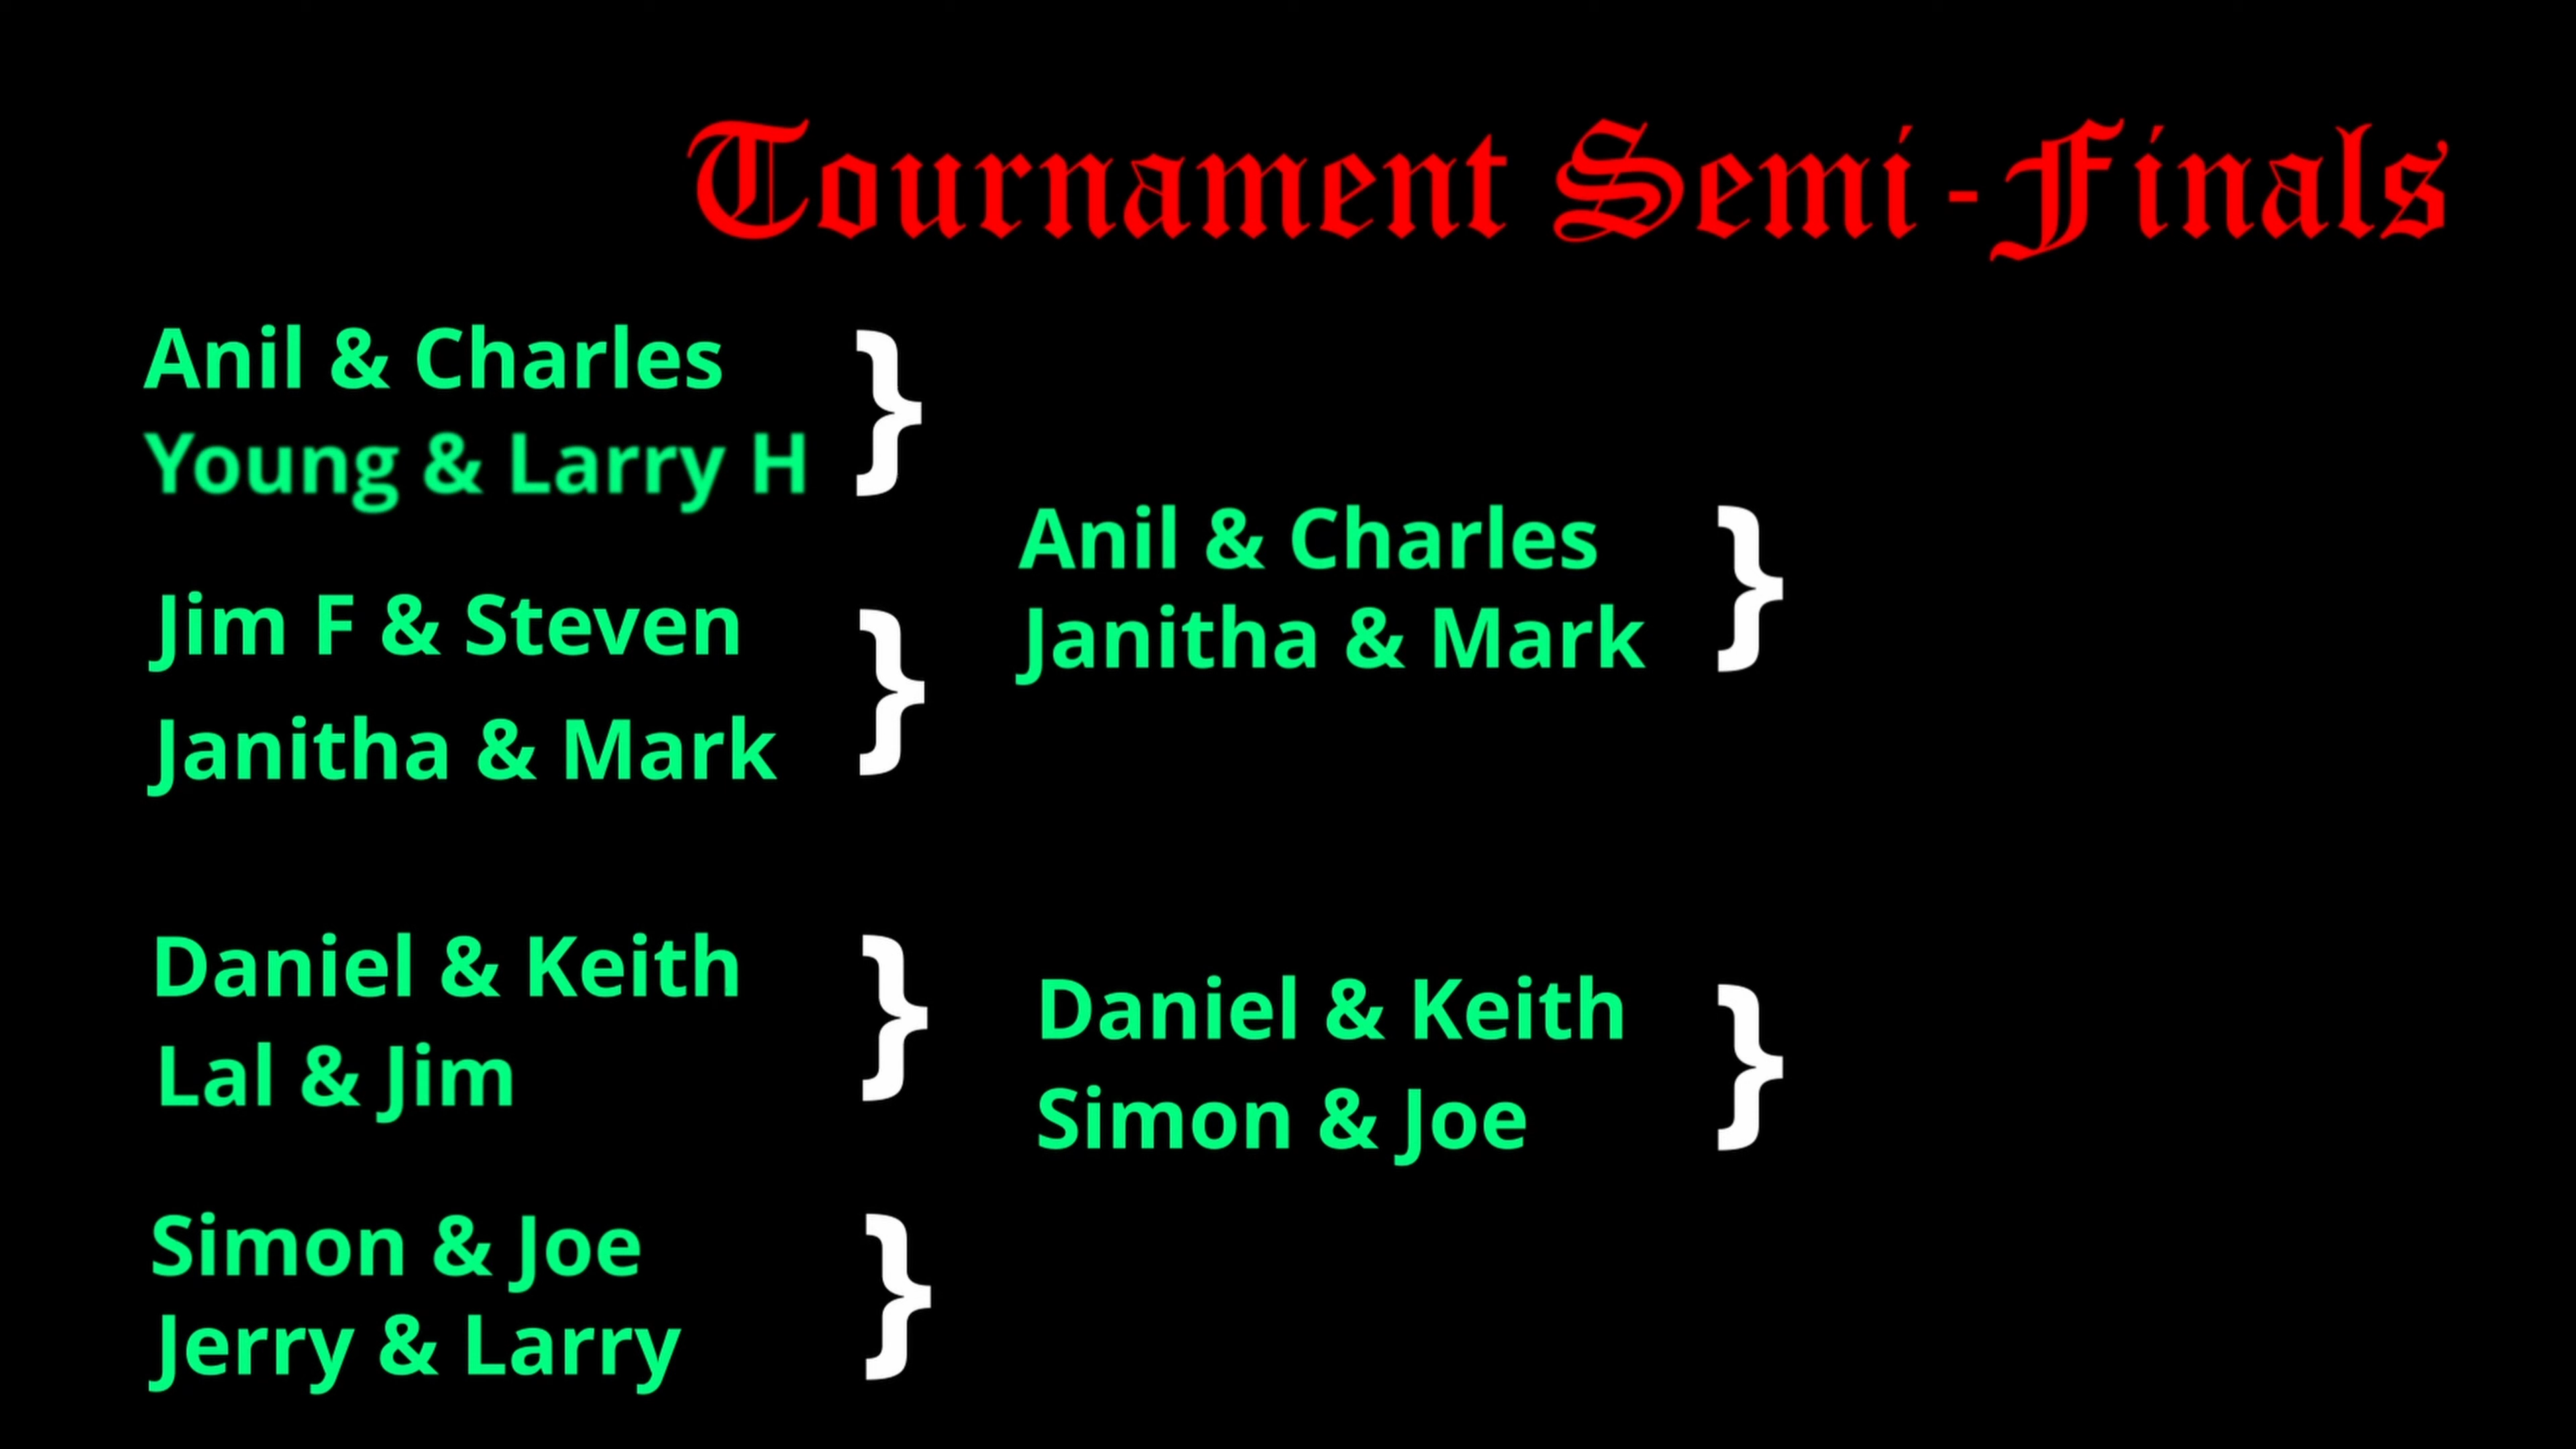 Tournament Semi-Finals
Anil & Charles
Young & Larry H
Jim F & Steven
Janitha & Mark
Daniel & Keith
Lal & Jim
Simon & Joe
Jerry & Larry
Anil & Charles
Janitha & Mark
Daniel & Keith
Simon & Joe